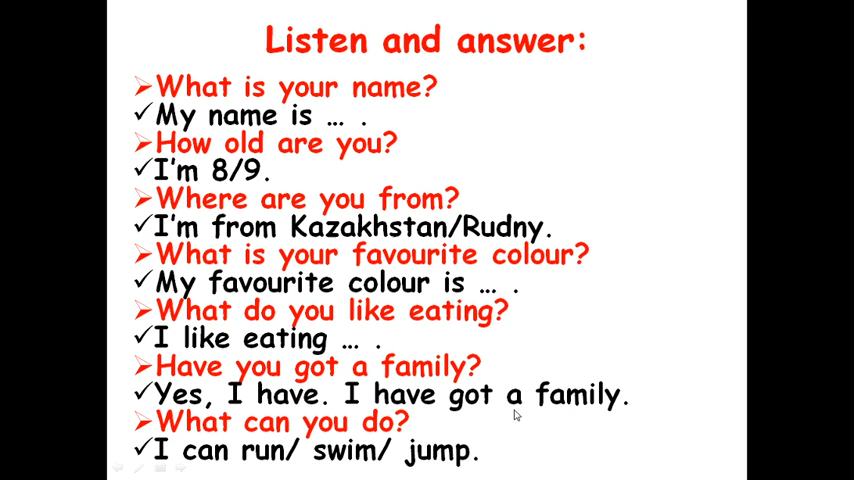 Listen and answer:
What is your name?
My name is ... .
How old are you?
I'm 8/9.
Where are you from?
I'm from Kazakhstan/Rudny.
What is your favourite colour?
My favourite colour is ... .
What do you like eating?
I like eating ... .
Have you got a family?
Yes, I have. I have got a family.
What can you do?
I can run/ swim/ jump.